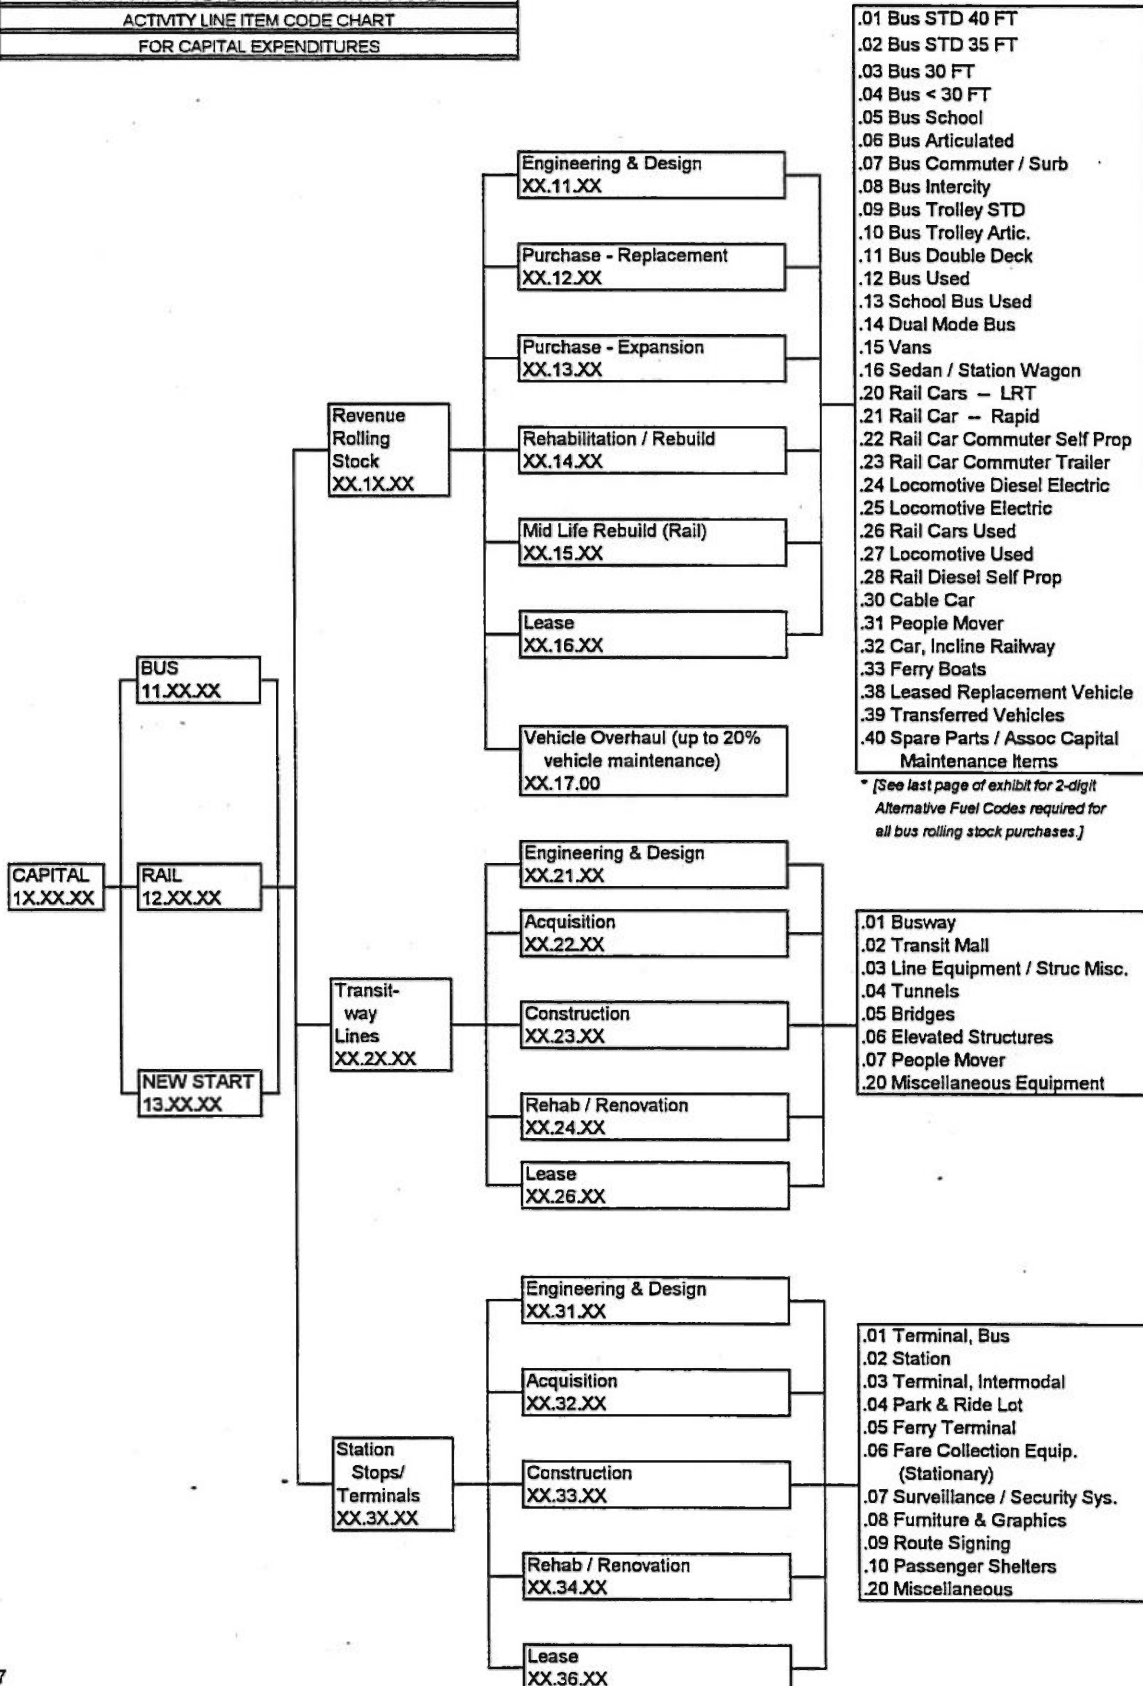 ACTIVITY LINE ITEM CODE CHART
FOR CAPITAL EXPENDITURES
CAPITAL
1X.XX.XX
BUS
11.XX.XX
RAIL
12.XX.XX
NEW START
13.XX.XX
Revenue
Rolling
Stock
XX.1X.XX
Engineering & Design
XX.11.XX
Purchase - Replacement
XX.12.XX
Purchase - Expansion
XX.13.XX
Rehabilitation / Rebuild
XX.14.XX
Mid Life Rebuild (Rail)
XX.15.XX
Lease
XX.16.XX
Vehicle Overhaul (up to 20%
vehicle maintenance)
XX.17.00
.01 Bus STD 40 FT
.02 Bus STD 35 FT
.03 Bus 30 FT
.04 Bus < 30 FT
.05 Bus School
.06 Bus Articulated
.07 Bus Commuter / Surb
.08 Bus Intercity
.09 Bus Trolley STD
.10 Bus Trolley Artic.
.11 Bus Double Deck
.12 Bus Used
.13 School Bus Used
.14 Dual Mode Bus
.15 Vans
.16 Sedan / Station Wagon
.20 Rail Cars -- LRT
.21 Rail Car -- Rapid
.22 Rail Car Commuter Self Prop
.23 Rail Car Commuter Trailer
.24 Locomotive Diesel Electric
.25 Locomotive Electric
.26 Rail Cars Used
.27 Locomotive Used
.28 Rail Diesel Self Prop
.30 Cable Car
.31 People Mover
.32 Car, Incline Railway
.33 Ferry Boats
.38 Leased Replacement Vehicle
.39 Transferred Vehicles
.40 Spare Parts / Assoc Capital
Maintenance Items
* [See last page of exhibit for 2-digit
Alternative Fuel Codes required for
all bus rolling stock purchases.]
Transit-
way
Lines
XX.2X.XX
Engineering & Design
XX.21.XX
Acquisition
XX.22.XX
Construction
XX.23.XX
Rehab / Renovation
XX.24.XX
Lease
XX.26.XX
.01 Busway
.02 Transit Mall
.03 Line Equipment / Struc Misc.
.04 Tunnels
.05 Bridges
.06 Elevated Structures
.07 People Mover
.20 Miscellaneous Equipment
Station
Stops/
Terminals
XX.3X.XX
Engineering & Design
XX.31.XX
Acquisition
XX.32.XX
Construction
XX.33.XX
Rehab / Renovation
XX.34.XX
Lease
XX.36.XX
.01 Terminal, Bus
.02 Station
.03 Terminal, Intermodal
.04 Park & Ride Lot
.05 Ferry Terminal
.06 Fare Collection Equip.
(Stationary)
.07 Surveillance / Security Sys.
.08 Furniture & Graphics
.09 Route Signing
.10 Passenger Shelters
.20 Miscellaneous
7